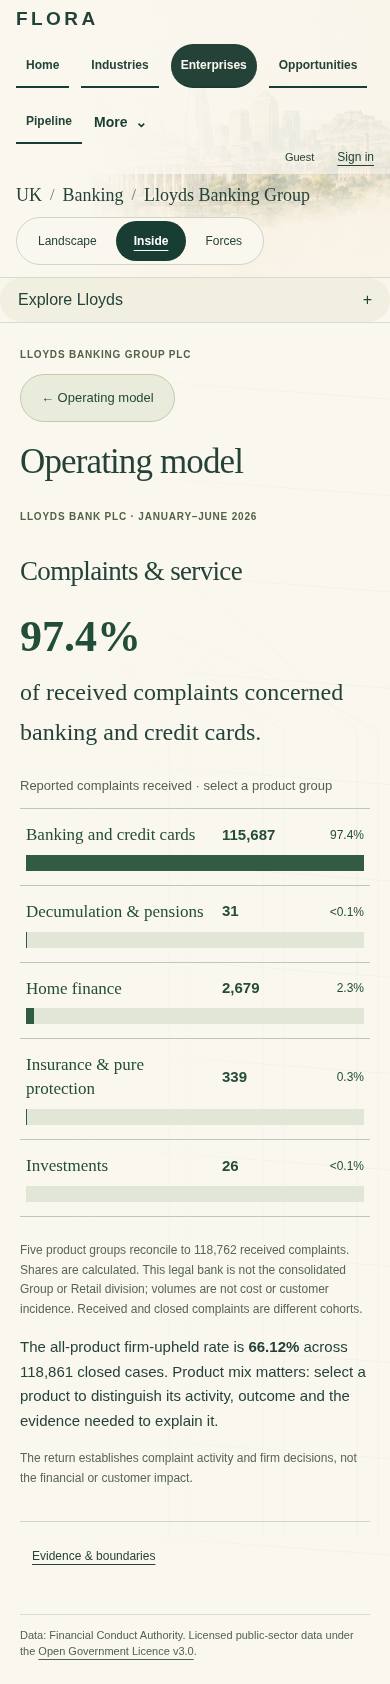 FLORA
Home Industries Enterprises Opportunities
Pipeline More ⌄
Guest Sign in
UK / Banking / Lloyds Banking Group
Landscape Inside Forces
Explore Lloyds +
LLOYDS BANKING GROUP PLC
← Operating model
Operating model
LLOYDS BANK PLC · JANUARY–JUNE 2026
Complaints & service
97.4%
of received complaints concerned
banking and credit cards.
Reported complaints received · select a product group
Banking and credit cards 115,687 97.4%
Decumulation & pensions 31 <0.1%
Home finance 2,679 2.3%
Insurance & pure
protection 339 0.3%
Investments 26 <0.1%
Five product groups reconcile to 118,762 received complaints.
Shares are calculated. This legal bank is not the consolidated
Group or Retail division; volumes are not cost or customer
incidence. Received and closed complaints are different cohorts.
The all-product firm-upheld rate is 66.12% across
118,861 closed cases. Product mix matters: select a
product to distinguish its activity, outcome and the
evidence needed to explain it.
The return establishes complaint activity and firm decisions, not
the financial or customer impact.
Evidence & boundaries
Data: Financial Conduct Authority. Licensed public-sector data under
the Open Government Licence v3.0.